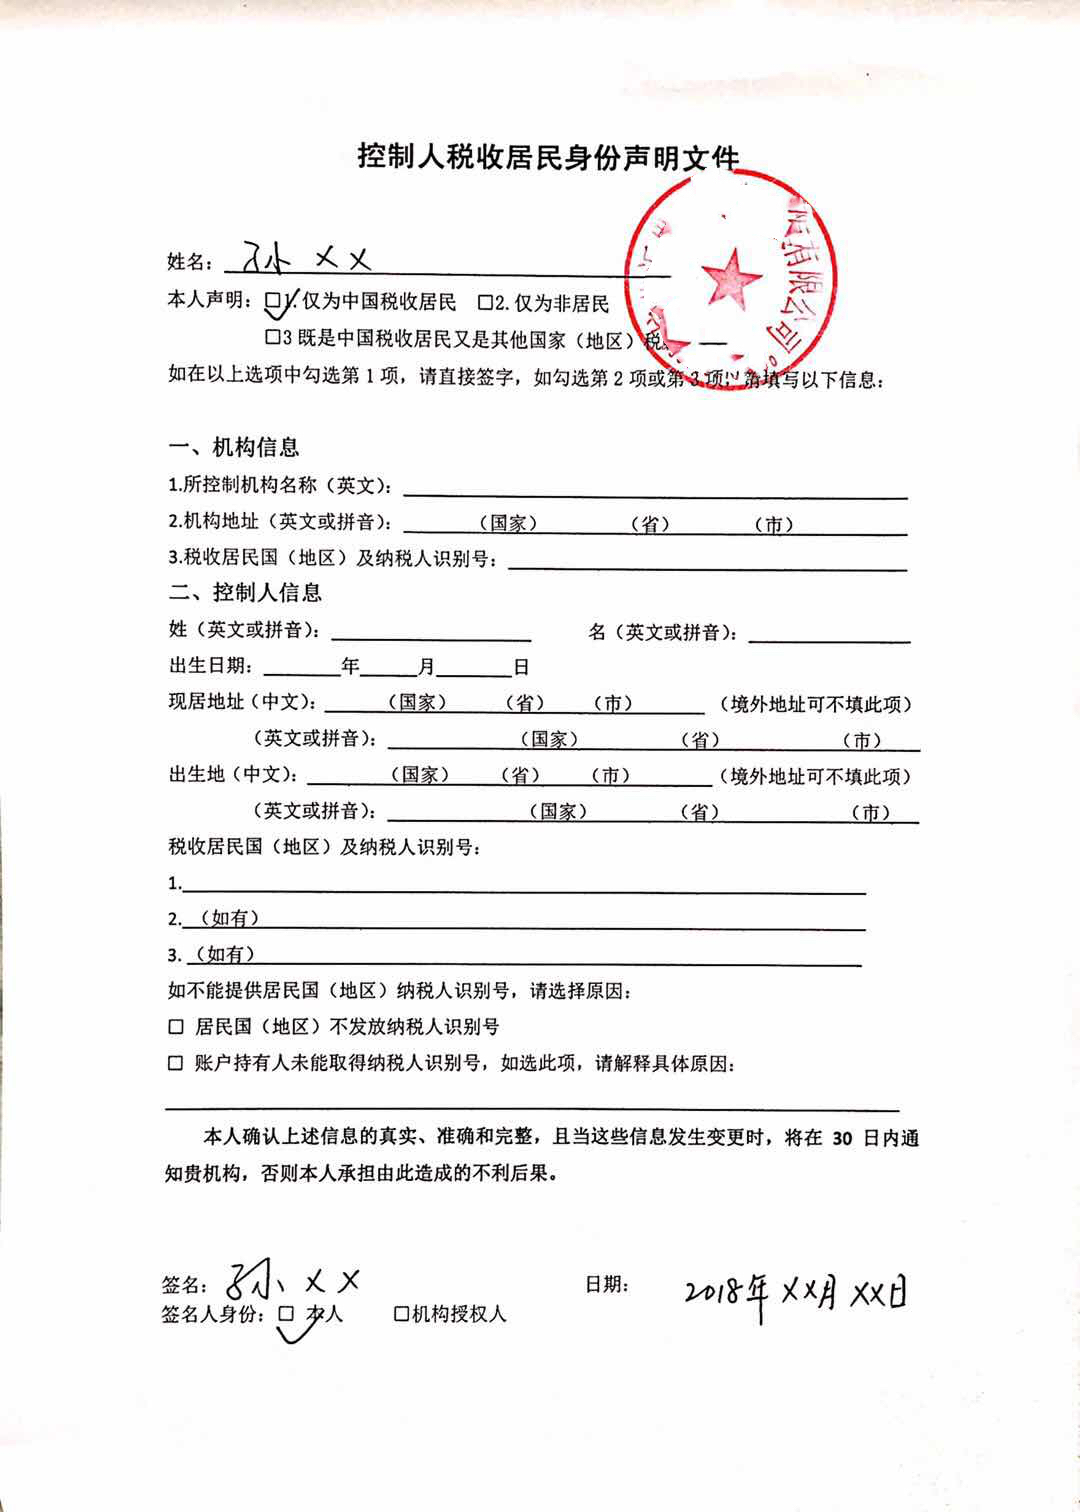 控制人税收居民身份声明文件
姓名：孙 XX
本人声明：☑1.仅为中国税收居民 □2.仅为非居民
□3 既是中国税收居民又是其他国家（地区）税
如在以上选项中勾选第 1 项，请直接签字，如勾选第 2 项或第 3 项，请填写以下信息：
有限公司
一、机构信息
1.所控制机构名称（英文）：
2.机构地址（英文或拼音）： （国家） （省） （市）
3.税收居民国（地区）及纳税人识别号：
二、控制人信息
姓（英文或拼音）： 名（英文或拼音）：
出生日期： 年 月 日
现居地址（中文）： （国家） （省） （市） （境外地址可不填此项）
（英文或拼音）： （国家） （省） （市）
出生地（中文）： （国家） （省） （市） （境外地址可不填此项）
（英文或拼音）： （国家） （省） （市）
税收居民国（地区）及纳税人识别号：
1.
2.（如有）
3.（如有）
如不能提供居民国（地区）纳税人识别号，请选择原因：
□ 居民国（地区）不发放纳税人识别号
□ 账户持有人未能取得纳税人识别号，如选此项，请解释具体原因：
本人确认上述信息的真实、准确和完整，且当这些信息发生变更时，将在 30 日内通
知贵机构，否则本人承担由此造成的不利后果。
签名：孙 XX 日期： 2018年XX月XX日
签名人身份：☑ 本人 □机构授权人